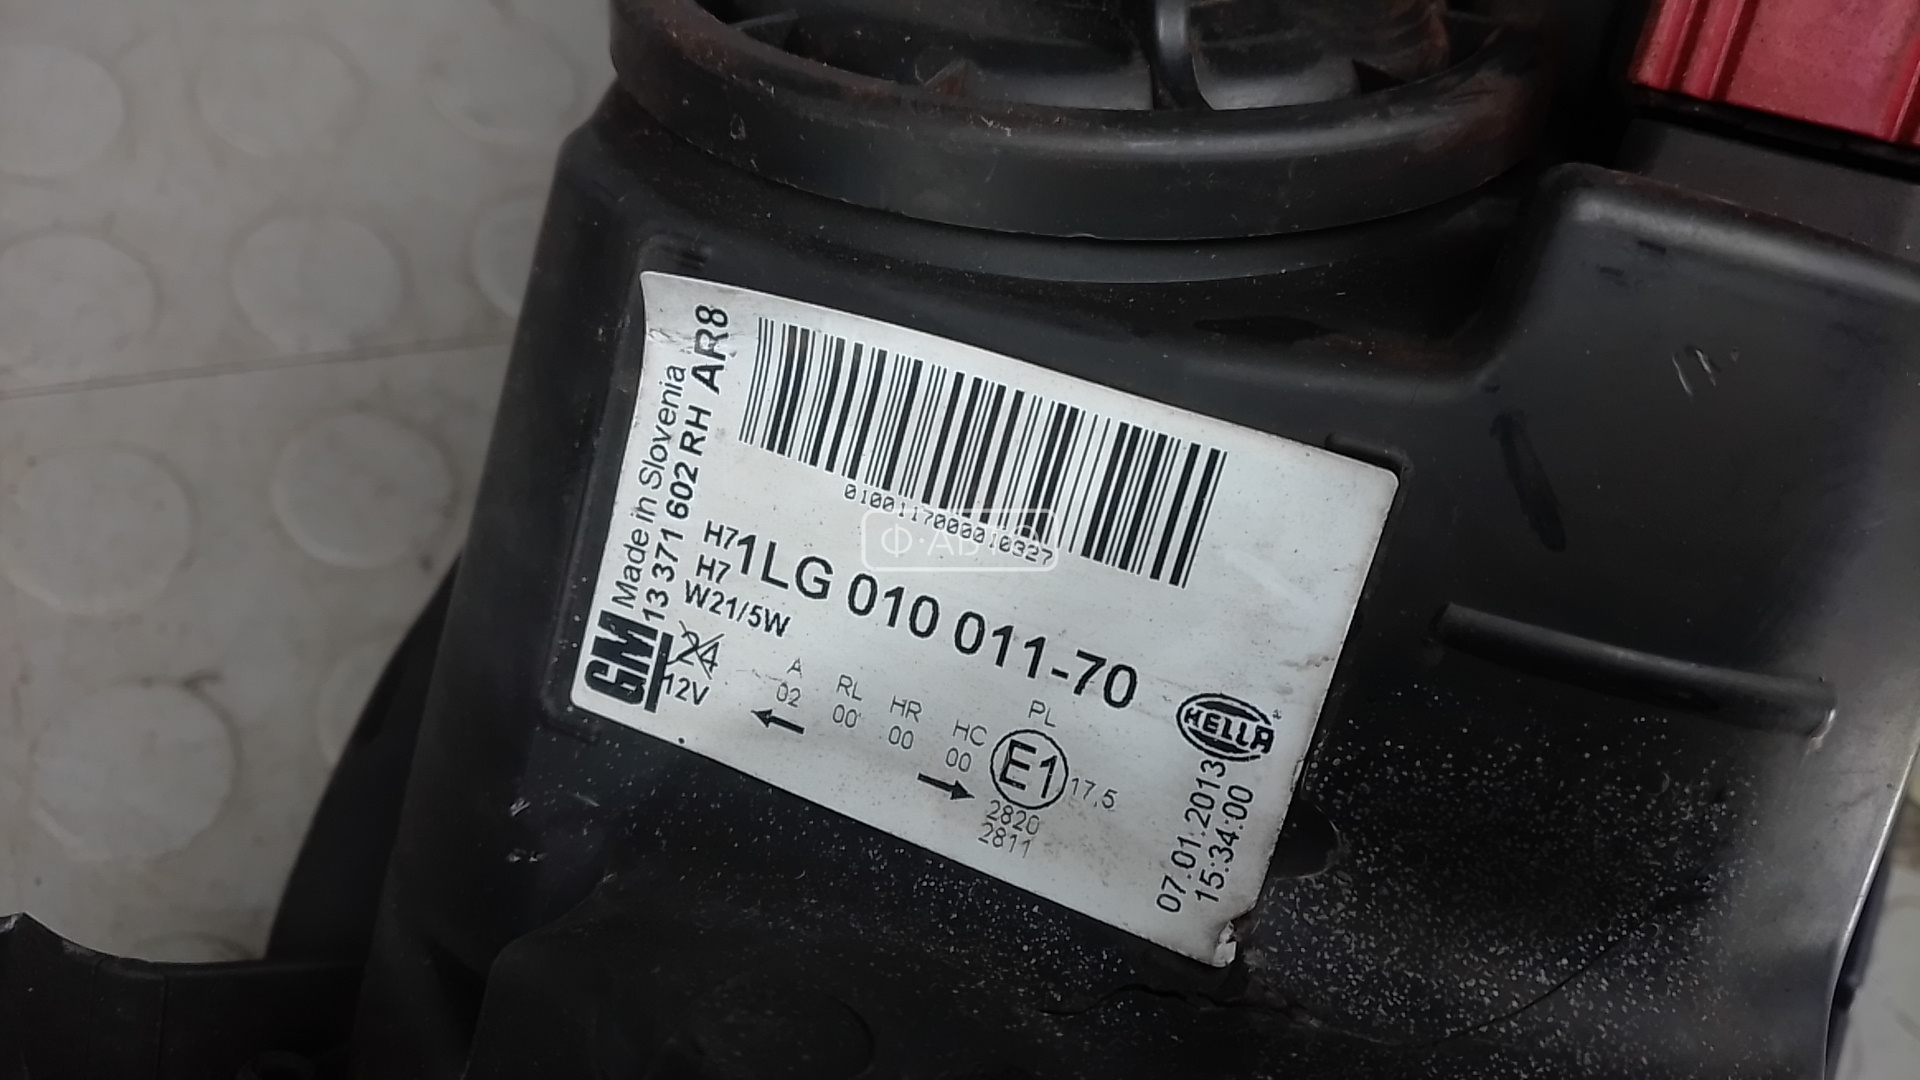 Made in Slovenia
GM 13 371 602 RH AR8
0100117000010327
H7
H7
W21/5W
1LG 010 011-70
24
12V
A RL HR HC PL
02 00 00 00
E1 17,5
2820
2811
HELLA
07.01.2013
15:34:00
Ф·АВТО